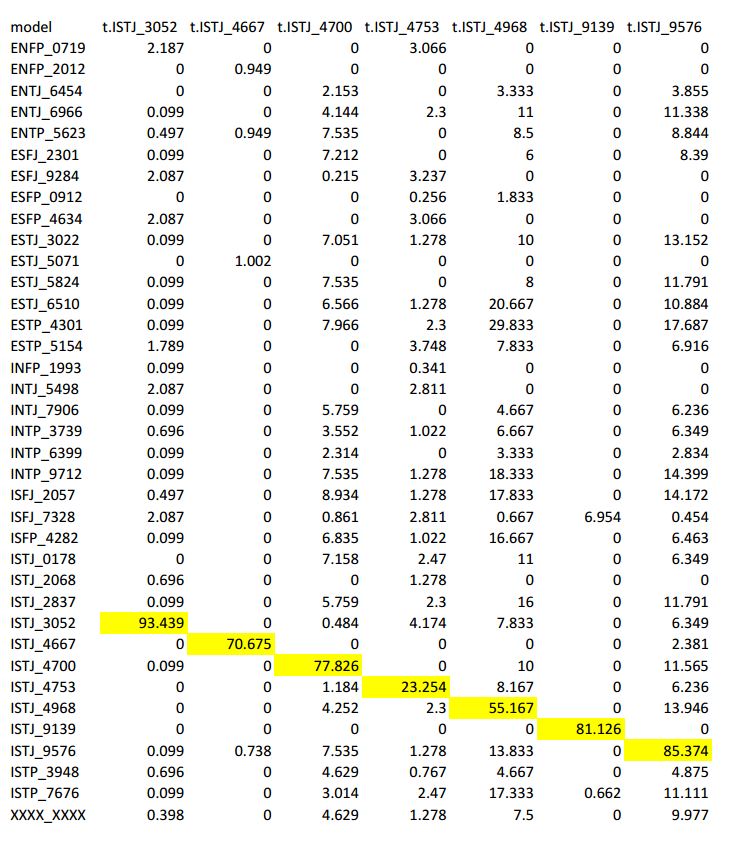 model t.ISTJ_3052 t.ISTJ_4667 t.ISTJ_4700 t.ISTJ_4753 t.ISTJ_4968 t.ISTJ_9139 t.ISTJ_9576
ENFP_0719 2.187 0 0 3.066 0 0 0
ENFP_2012 0 0.949 0 0 0 0 0
ENTJ_6454 0 0 2.153 0 3.333 0 3.855
ENTJ_6966 0.099 0 4.144 2.3 11 0 11.338
ENTP_5623 0.497 0.949 7.535 0 8.5 0 8.844
ESFJ_2301 0.099 0 7.212 0 6 0 8.39
ESFJ_9284 2.087 0 0.215 3.237 0 0 0
ESFP_0912 0 0 0 0.256 1.833 0 0
ESFP_4634 2.087 0 0 3.066 0 0 0
ESTJ_3022 0.099 0 7.051 1.278 10 0 13.152
ESTJ_5071 0 1.002 0 0 0 0 0
ESTJ_5824 0.099 0 7.535 0 8 0 11.791
ESTJ_6510 0.099 0 6.566 1.278 20.667 0 10.884
ESTP_4301 0.099 0 7.966 2.3 29.833 0 17.687
ESTP_5154 1.789 0 0 3.748 7.833 0 6.916
INFP_1993 0.099 0 0 0.341 0 0 0
INTJ_5498 2.087 0 0 2.811 0 0 0
INTJ_7906 0.099 0 5.759 0 4.667 0 6.236
INTP_3739 0.696 0 3.552 1.022 6.667 0 6.349
INTP_6399 0.099 0 2.314 0 3.333 0 2.834
INTP_9712 0.099 0 7.535 1.278 18.333 0 14.399
ISFJ_2057 0.497 0 8.934 1.278 17.833 0 14.172
ISFJ_7328 2.087 0 0.861 2.811 0.667 6.954 0.454
ISFP_4282 0.099 0 6.835 1.022 16.667 0 6.463
ISTJ_0178 0 0 7.158 2.47 11 0 6.349
ISTJ_2068 0.696 0 0 1.278 0 0 0
ISTJ_2837 0.099 0 5.759 2.3 16 0 11.791
ISTJ_3052 93.439 0 0.484 4.174 7.833 0 6.349
ISTJ_4667 0 70.675 0 0 0 0 2.381
ISTJ_4700 0.099 0 77.826 0 10 0 11.565
ISTJ_4753 0 0 1.184 23.254 8.167 0 6.236
ISTJ_4968 0 0 4.252 2.3 55.167 0 13.946
ISTJ_9139 0 0 0 0 0 81.126 0
ISTJ_9576 0.099 0.738 7.535 1.278 13.833 0 85.374
ISTP_3948 0.696 0 4.629 0.767 4.667 0 4.875
ISTP_7676 0.099 0 3.014 2.47 17.333 0.662 11.111
XXXX_XXXX 0.398 0 4.629 1.278 7.5 0 9.977